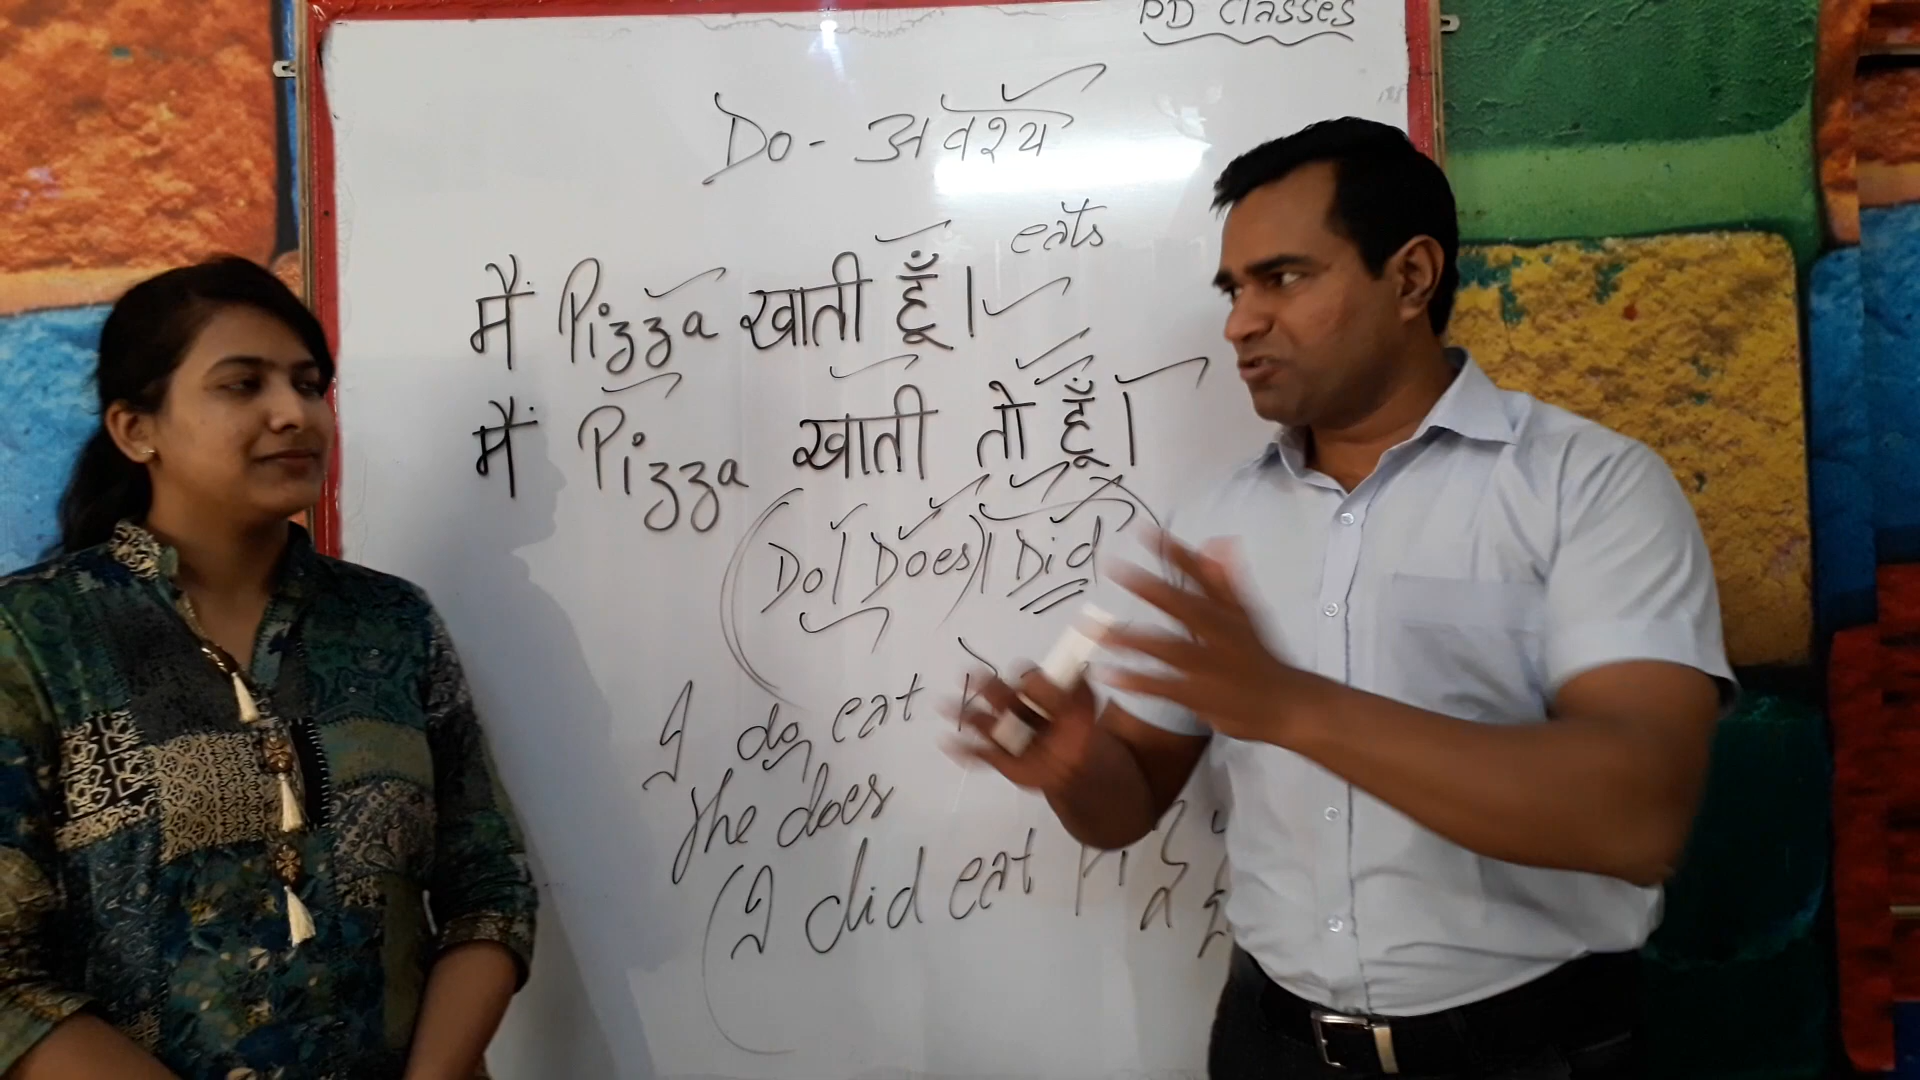 PD Classes
Do - अवश्य
eats
मैं Pizza खाती हूँ।
मैं Pizza खाती तो हूँ।
(Do/ Does)/ Did)
I do eat
She does
(I did eat